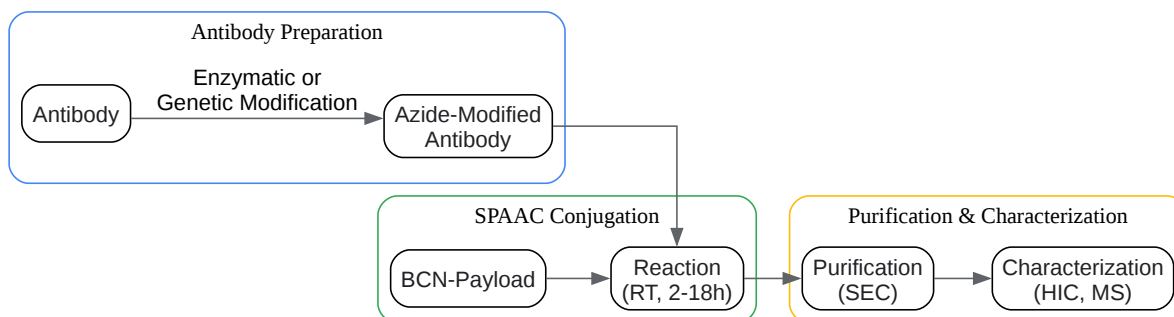 Antibody Preparation
Enzymatic or
Genetic Modification
Antibody
Azide-Modified
Antibody
SPAAC Conjugation
BCN-Payload
Reaction
(RT, 2-18h)
Purification & Characterization
Purification
(SEC)
Characterization
(HIC, MS)